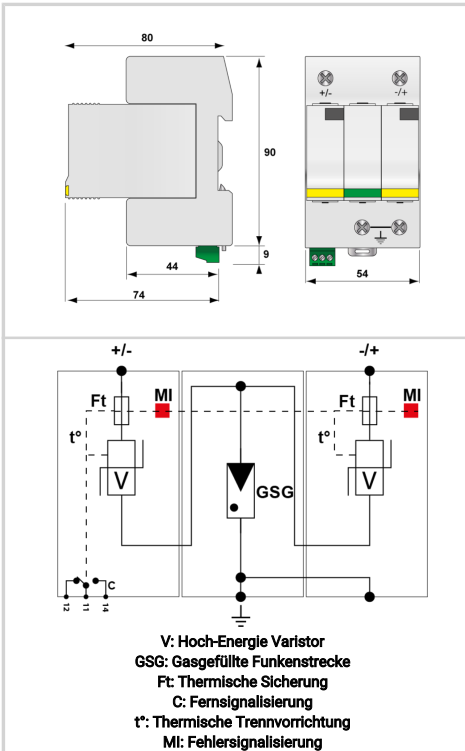 80
+/-
-/+
90
9
44
54
74
+/-
-/+
Ft
MI
Ft
MI
t°
t°
V
GSG
V
C
12
11
14
V: Hoch-Energie Varistor
GSG: Gasgefüllte Funkenstrecke
Ft: Thermische Sicherung
C: Fernsignalisierung
t°: Thermische Trennvorrichtung
MI: Fehlersignalisierung